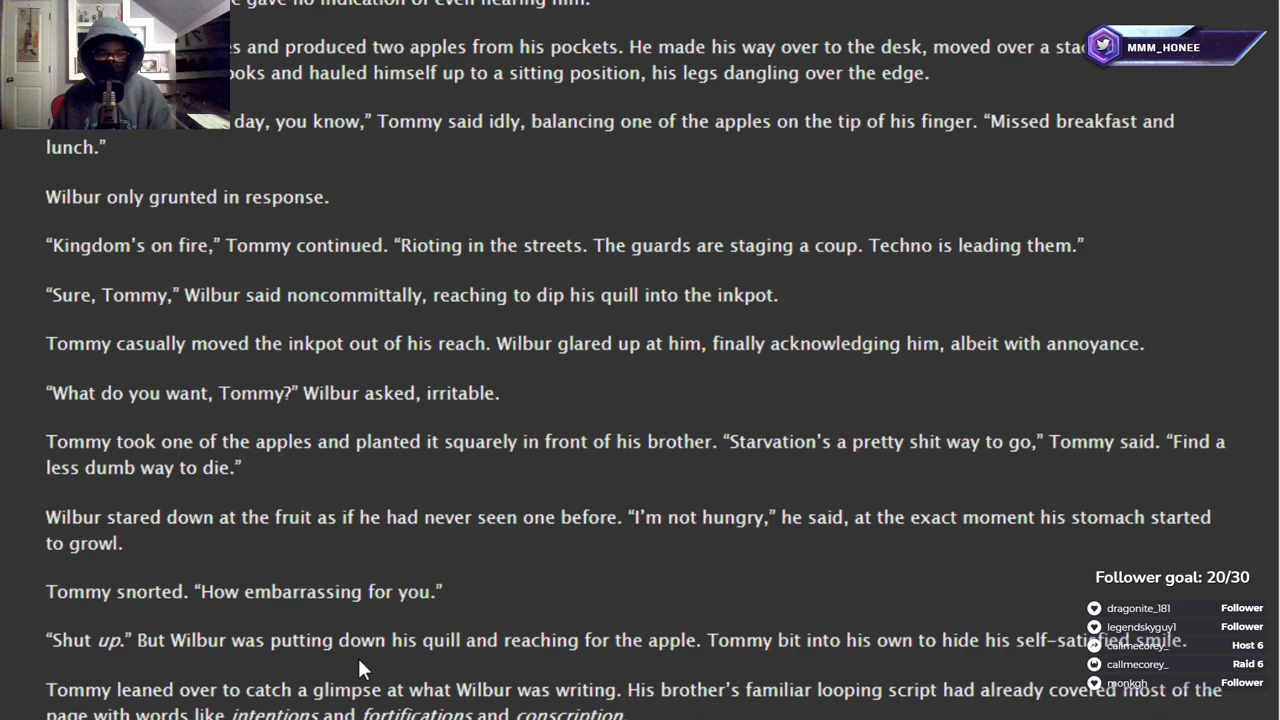 e gave no indication of even hearing him.
es and produced two apples from his pockets. He made his way over to the desk, moved over a
MMM_HONEE
ooks and hauled himself up to a sitting position, his legs dangling over the edge.
day, you know,” Tommy said idly, balancing one of the apples on the tip of his finger. “Missed breakfast and
lunch.”
Wilbur only grunted in response.
“Kingdom’s on fire,” Tommy continued. “Rioting in the streets. The guards are staging a coup. Techno is leading them.”
“Sure, Tommy,” Wilbur said noncommittally, reaching to dip his quill into the inkpot.
Tommy casually moved the inkpot out of his reach. Wilbur glared up at him, finally acknowledging him, albeit with annoyance.
“What do you want, Tommy?” Wilbur asked, irritable.
Tommy took one of the apples and planted it squarely in front of his brother. “Starvation’s a pretty shit way to go,” Tommy said. “Find a
less dumb way to die.”
Wilbur stared down at the fruit as if he had never seen one before. “I’m not hungry,” he said, at the exact moment his stomach started
to growl.
Tommy snorted. “How embarrassing for you.”
“Shut up.” But Wilbur was putting down his quill and reaching for the apple. Tommy bit into his own to hide his self-satisfied smile.
Tommy leaned over to catch a glimpse at what Wilbur was writing. His brother’s familiar looping script had already covered most of the
page with words like intentions and fortifications and conscription.
Follower goal: 20/30
dragonite_181 Follower
legendskyguy1 Follower
callmecorey_ Host 6
callmecorey_ Raid 6
monkgh Follower